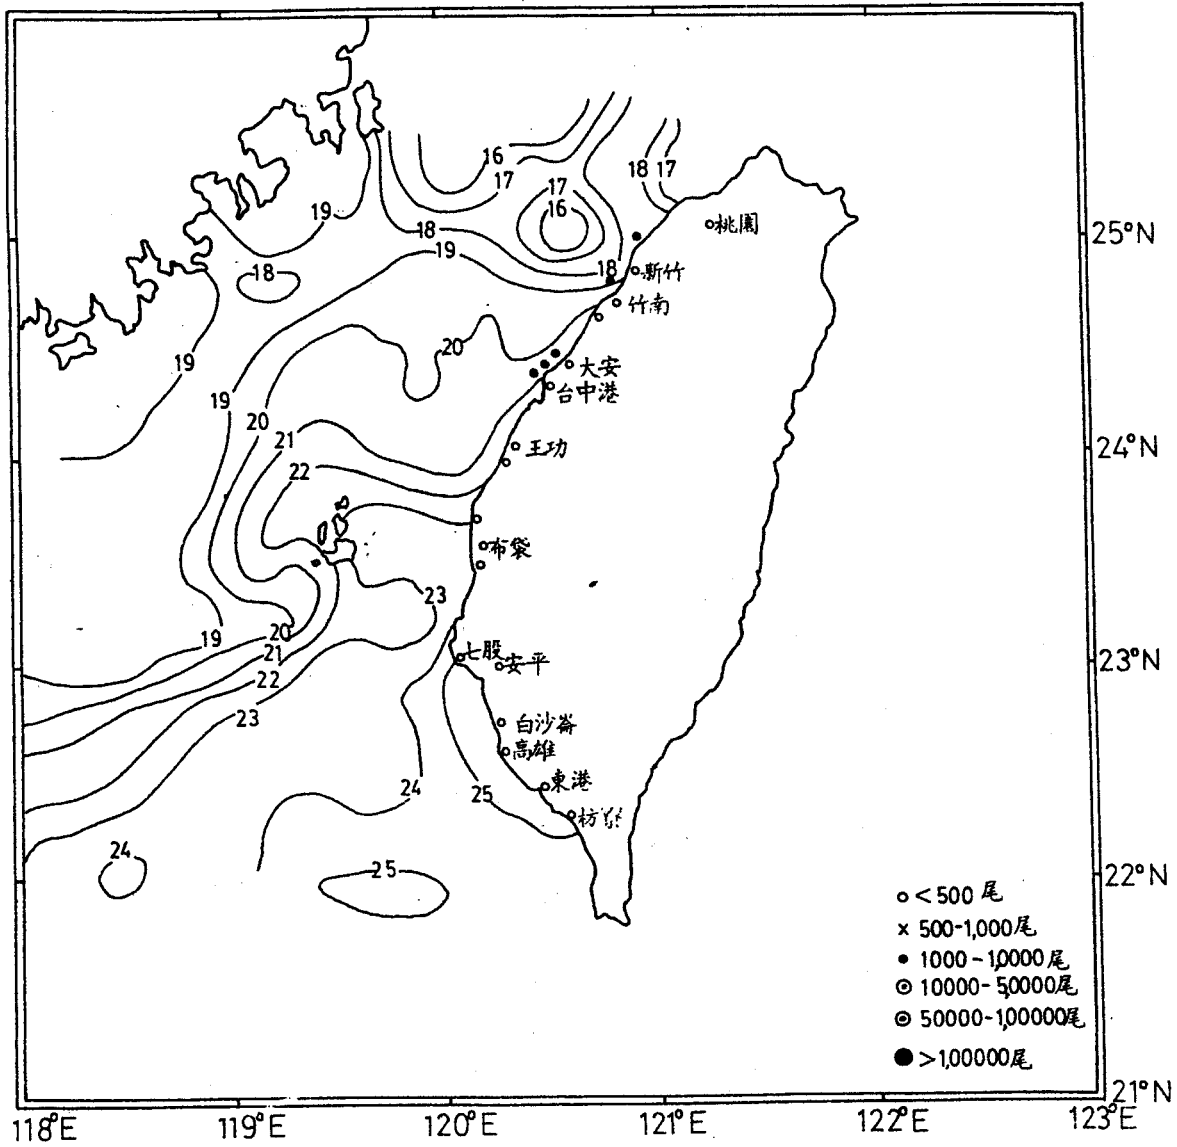 16
17
18 17
17
16
19
18
19
桃園
25°N
18
18
新竹
竹南
19
20
大安
台中港
19
20
21
王功
24°N
22
布袋
23
20
19
21
七股
安平
23°N
22
23
白沙崙
高雄
東港
24
25
枋
24
25
22°N
○ <500 尾
× 500-1,000尾
● 1000-1,0000尾
⊙ 10000-5,0000尾
◎ 50000-1,00000尾
● >1,00000尾
21°N
118°E 119°E 120°E 121°E 122°E 123°E